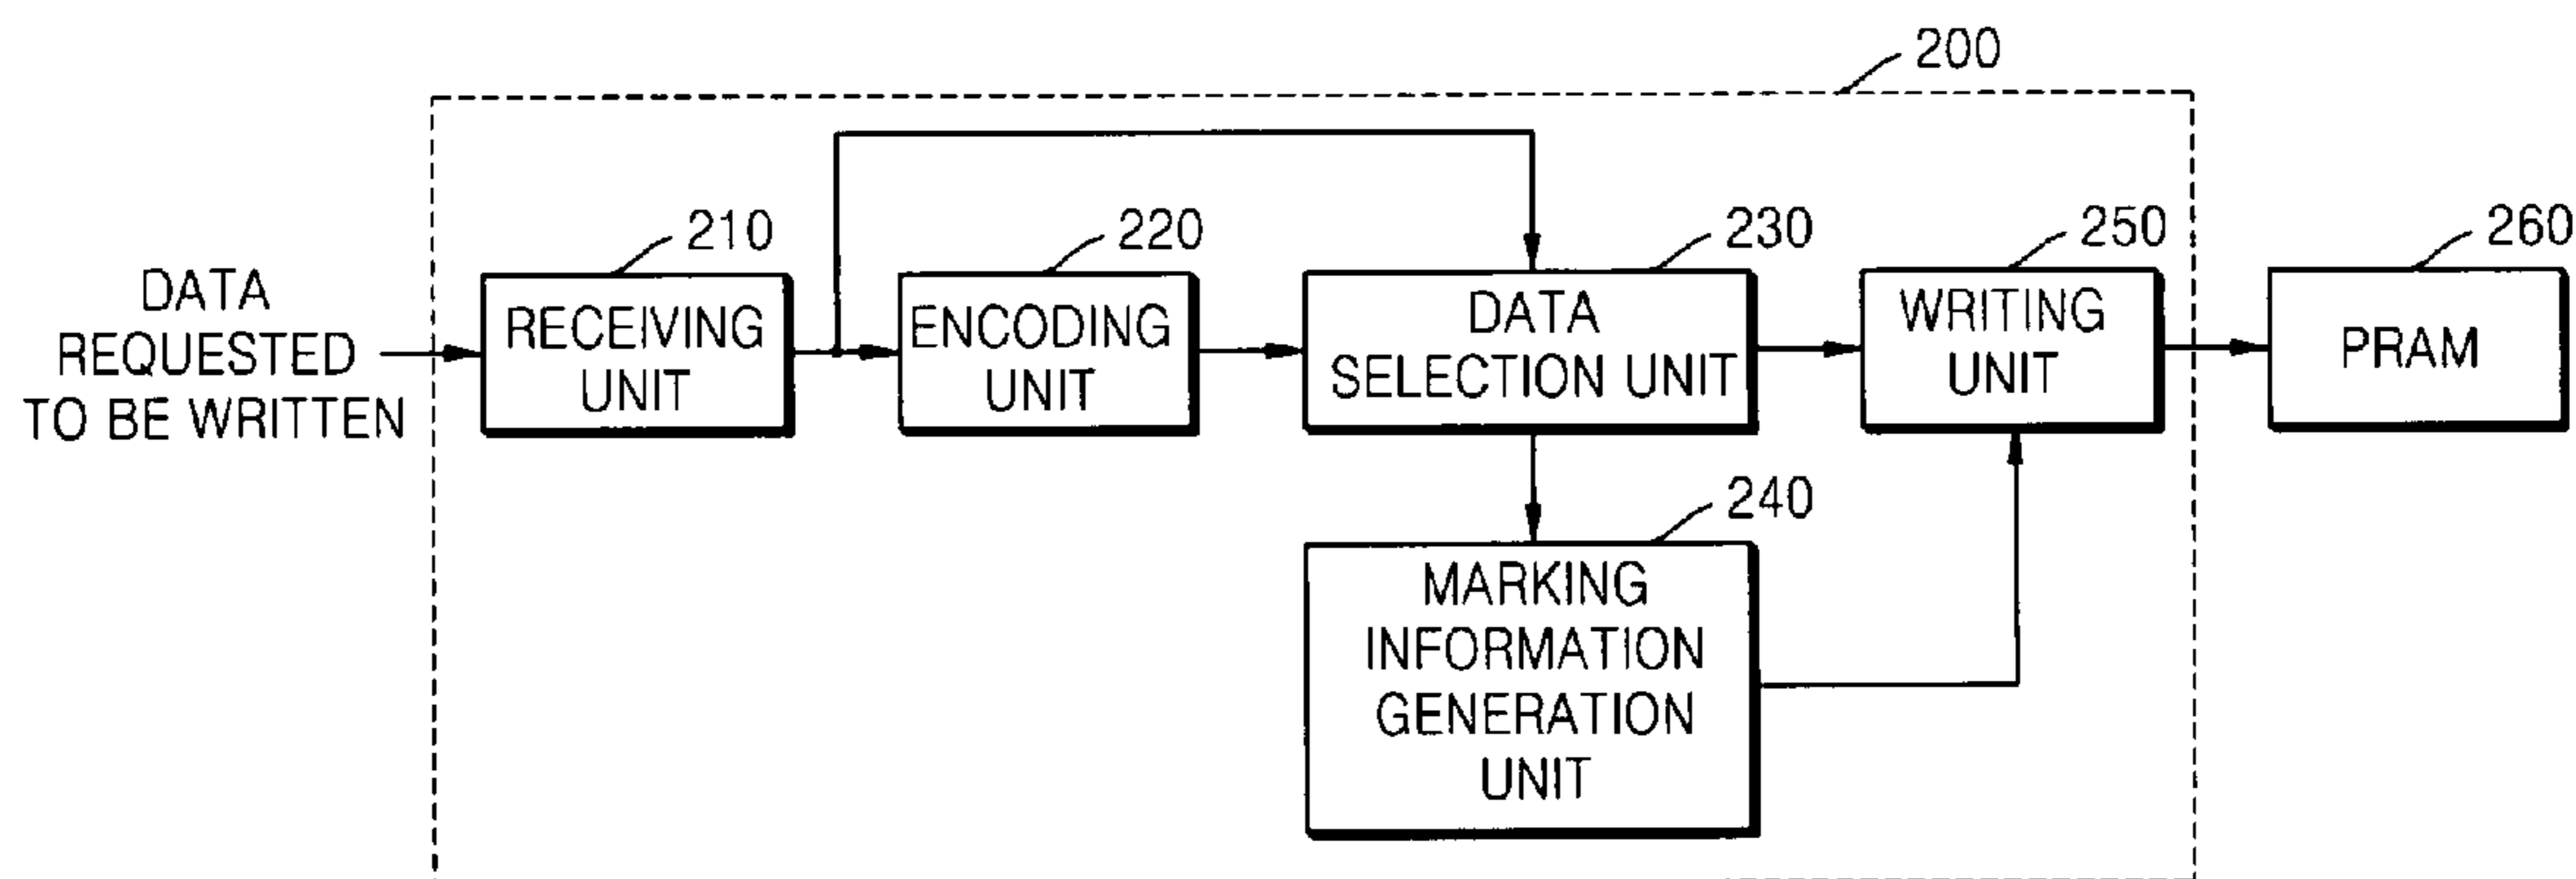 200
210
220
230
250
260
DATA
REQUESTED
TO BE WRITTEN
RECEIVING
UNIT
ENCODING
UNIT
DATA
SELECTION UNIT
WRITING
UNIT
PRAM
240
MARKING
INFORMATION
GENERATION
UNIT